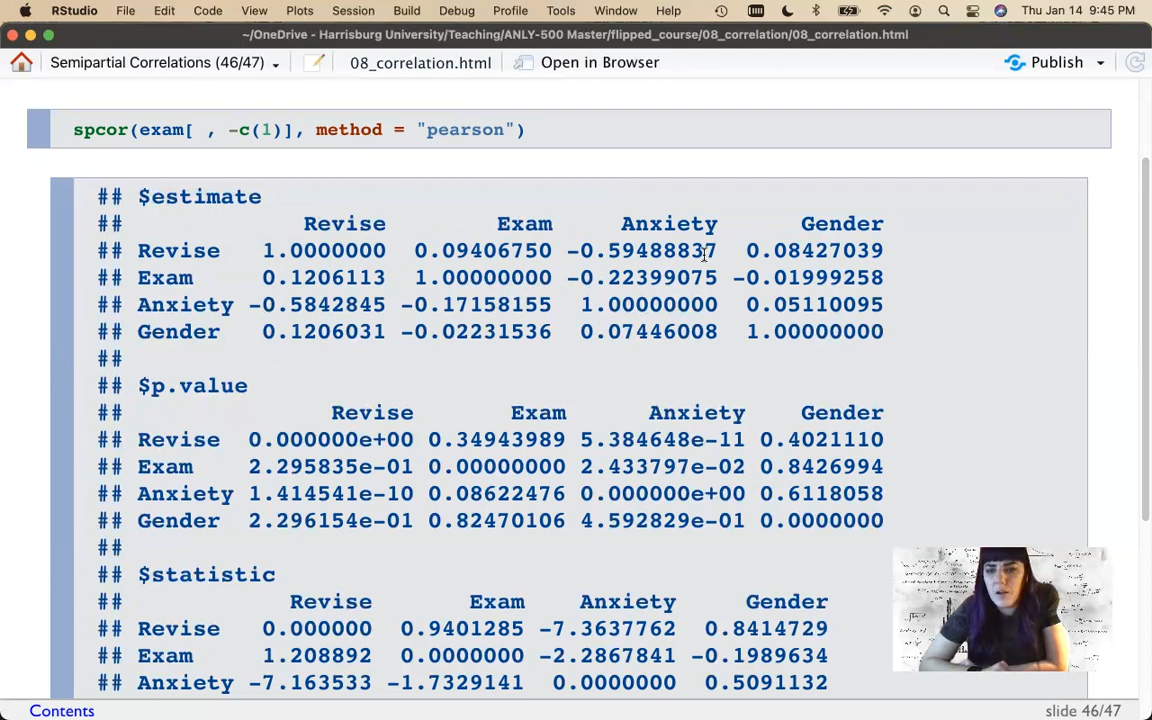 RStudio File Edit Code View Plots Session Build Debug Profile Tools Window Help Thu Jan 14 9:45 PM
~/OneDrive - Harrisburg University/Teaching/ANLY-500 Master/flipped_course/08_correlation/08_correlation.html
Semipartial Correlations (46/47) 08_correlation.html Open in Browser Publish
spcor(exam[ , -c(1)], method = "pearson")
## $estimate
## Revise Exam Anxiety Gender
## Revise 1.0000000 0.09406750 -0.59488837 0.08427039
## Exam 0.1206113 1.00000000 -0.22399075 -0.01999258
## Anxiety -0.5842845 -0.17158155 1.00000000 0.05110095
## Gender 0.1206031 -0.02231536 0.07446008 1.00000000
##
## $p.value
## Revise Exam Anxiety Gender
## Revise 0.000000e+00 0.34943989 5.384648e-11 0.4021110
## Exam 2.295835e-01 0.00000000 2.433797e-02 0.8426994
## Anxiety 1.414541e-10 0.08622476 0.000000e+00 0.6118058
## Gender 2.296154e-01 0.82470106 4.592829e-01 0.0000000
##
## $statistic
## Revise Exam Anxiety Gender
## Revise 0.000000 0.9401285 -7.3637762 0.8414729
## Exam 1.208892 0.0000000 -2.2867841 -0.1989634
## Anxiety -7.163533 -1.7329141 0.0000000 0.5091132
Contents slide 46/47